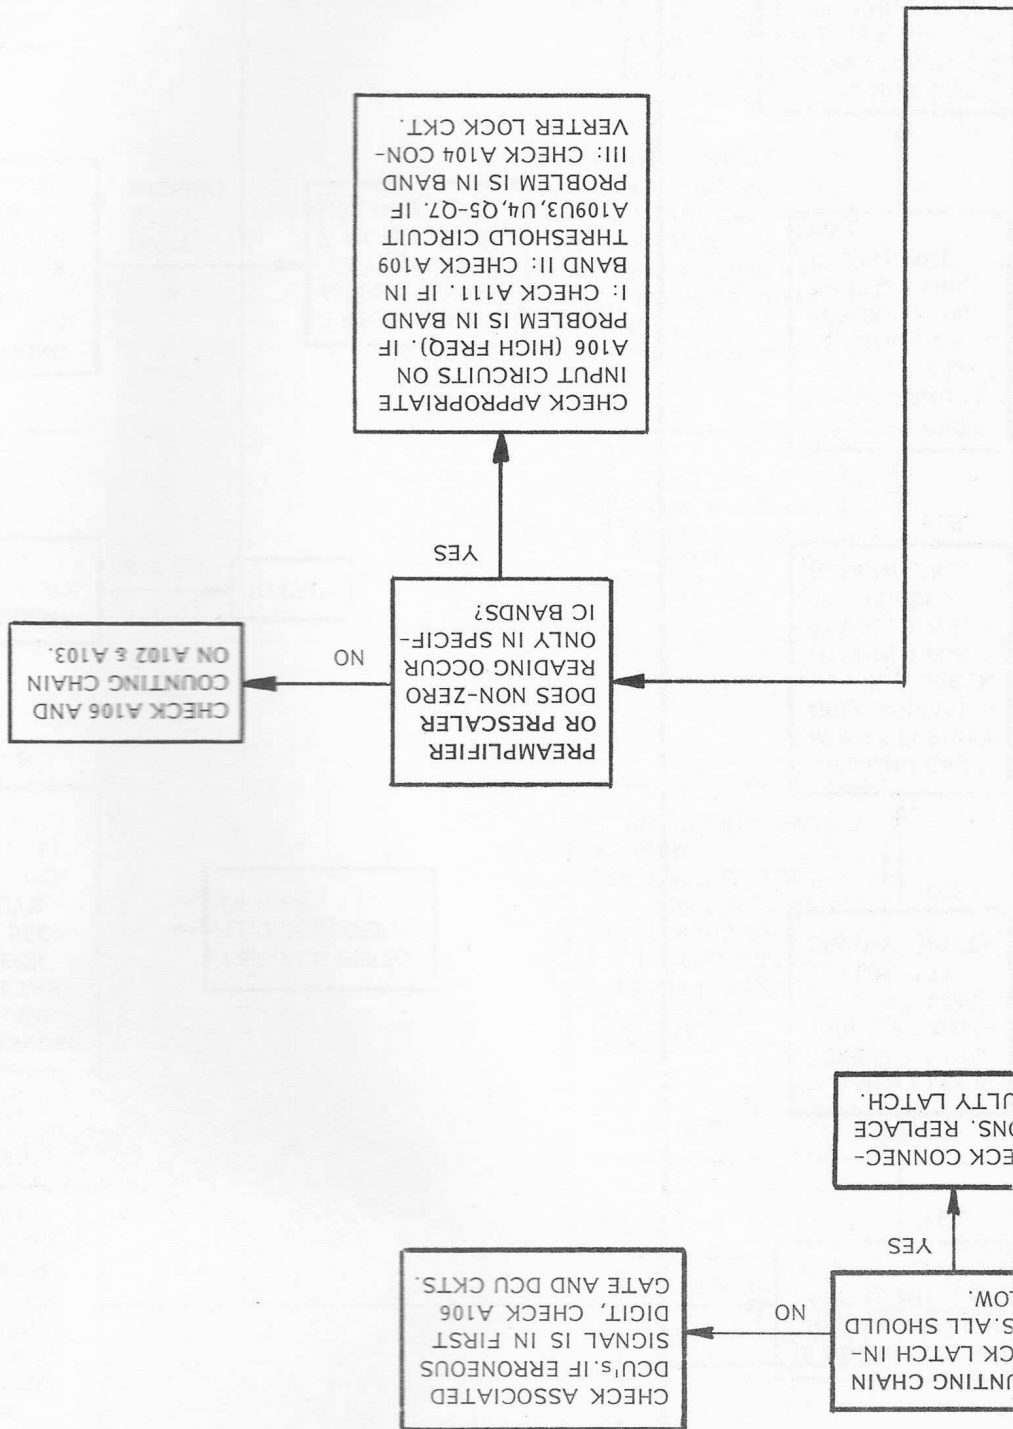 UNTING CHAIN
CK LATCH IN-
S. ALL SHOULD
LOW.
NO
CHECK ASSOCIATED
DCU's. IF ERRONEOUS
SIGNAL IS IN FIRST
DIGIT, CHECK A106
GATE AND DCU CKTS.
YES
ECK CONNEC-
ONS. REPLACE
ULTY LATCH.
PREAMPLIFIER
OR PRESCALER
DOES NON-ZERO
READING OCCUR
ONLY IN SPECIF-
IC BANDS?
NO
CHECK A106 AND
COUNTING CHAIN
ON A102 & A103.
YES
CHECK APPROPRIATE
INPUT CIRCUITS ON
A106 (HIGH FREQ). IF
PROBLEM IS IN BAND
I: CHECK A111. IF IN
BAND II: CHECK A109
THRESHOLD CIRCUIT
A109U3,U4,Q5-Q7. IF
PROBLEM IS IN BAND
III: CHECK A104 CON-
VERTER LOCK CKT.